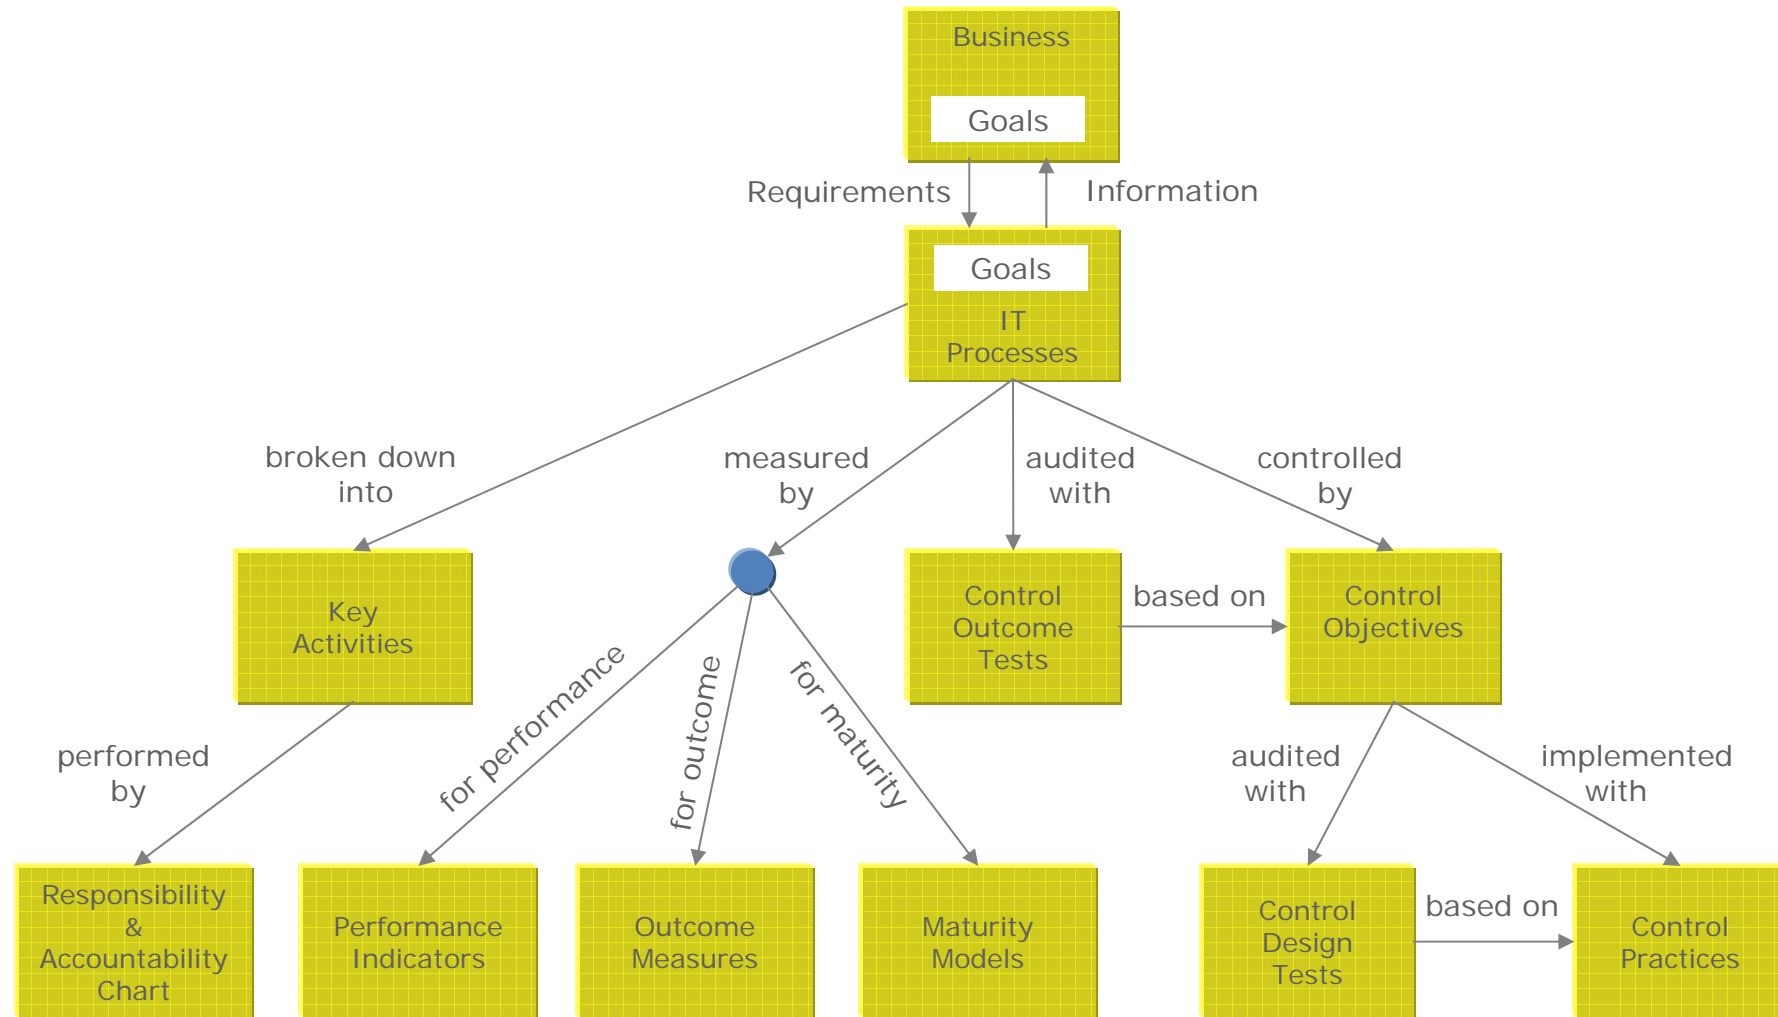 Business
Goals
Requirements
Information
Goals
IT
Processes
broken down
into
measured
by
audited
with
controlled
by
Key
Activities
Control
Outcome
Tests
based on
Control
Objectives
performed
by
for performance
for outcome
for maturity
audited
with
implemented
with
Responsibility
&
Accountability
Chart
Performance
Indicators
Outcome
Measures
Maturity
Models
Control
Design
Tests
based on
Control
Practices